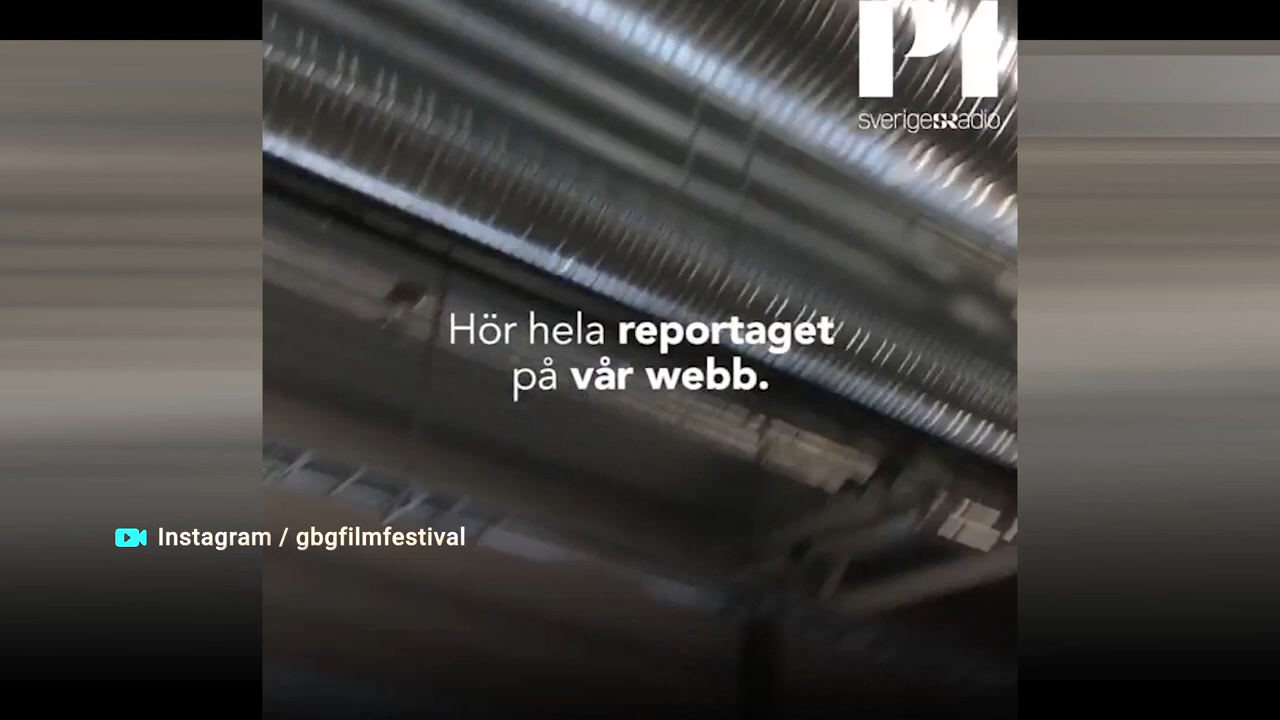 P1
sverigesRadio
Hör hela reportaget
på vår webb.
Instagram / gbgfilmfestival